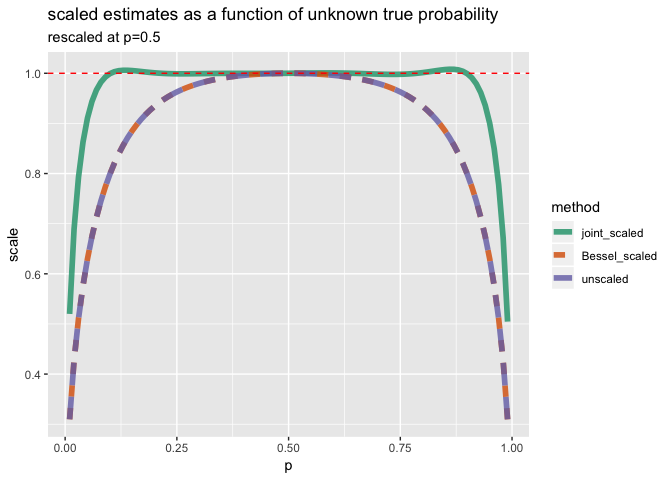 scaled estimates as a function of unknown true probability
rescaled at p=0.5
1.0
0.8
0.6
0.4
scale
0.00
0.25
0.50
0.75
1.00
p
method
joint_scaled
Bessel_scaled
unscaled